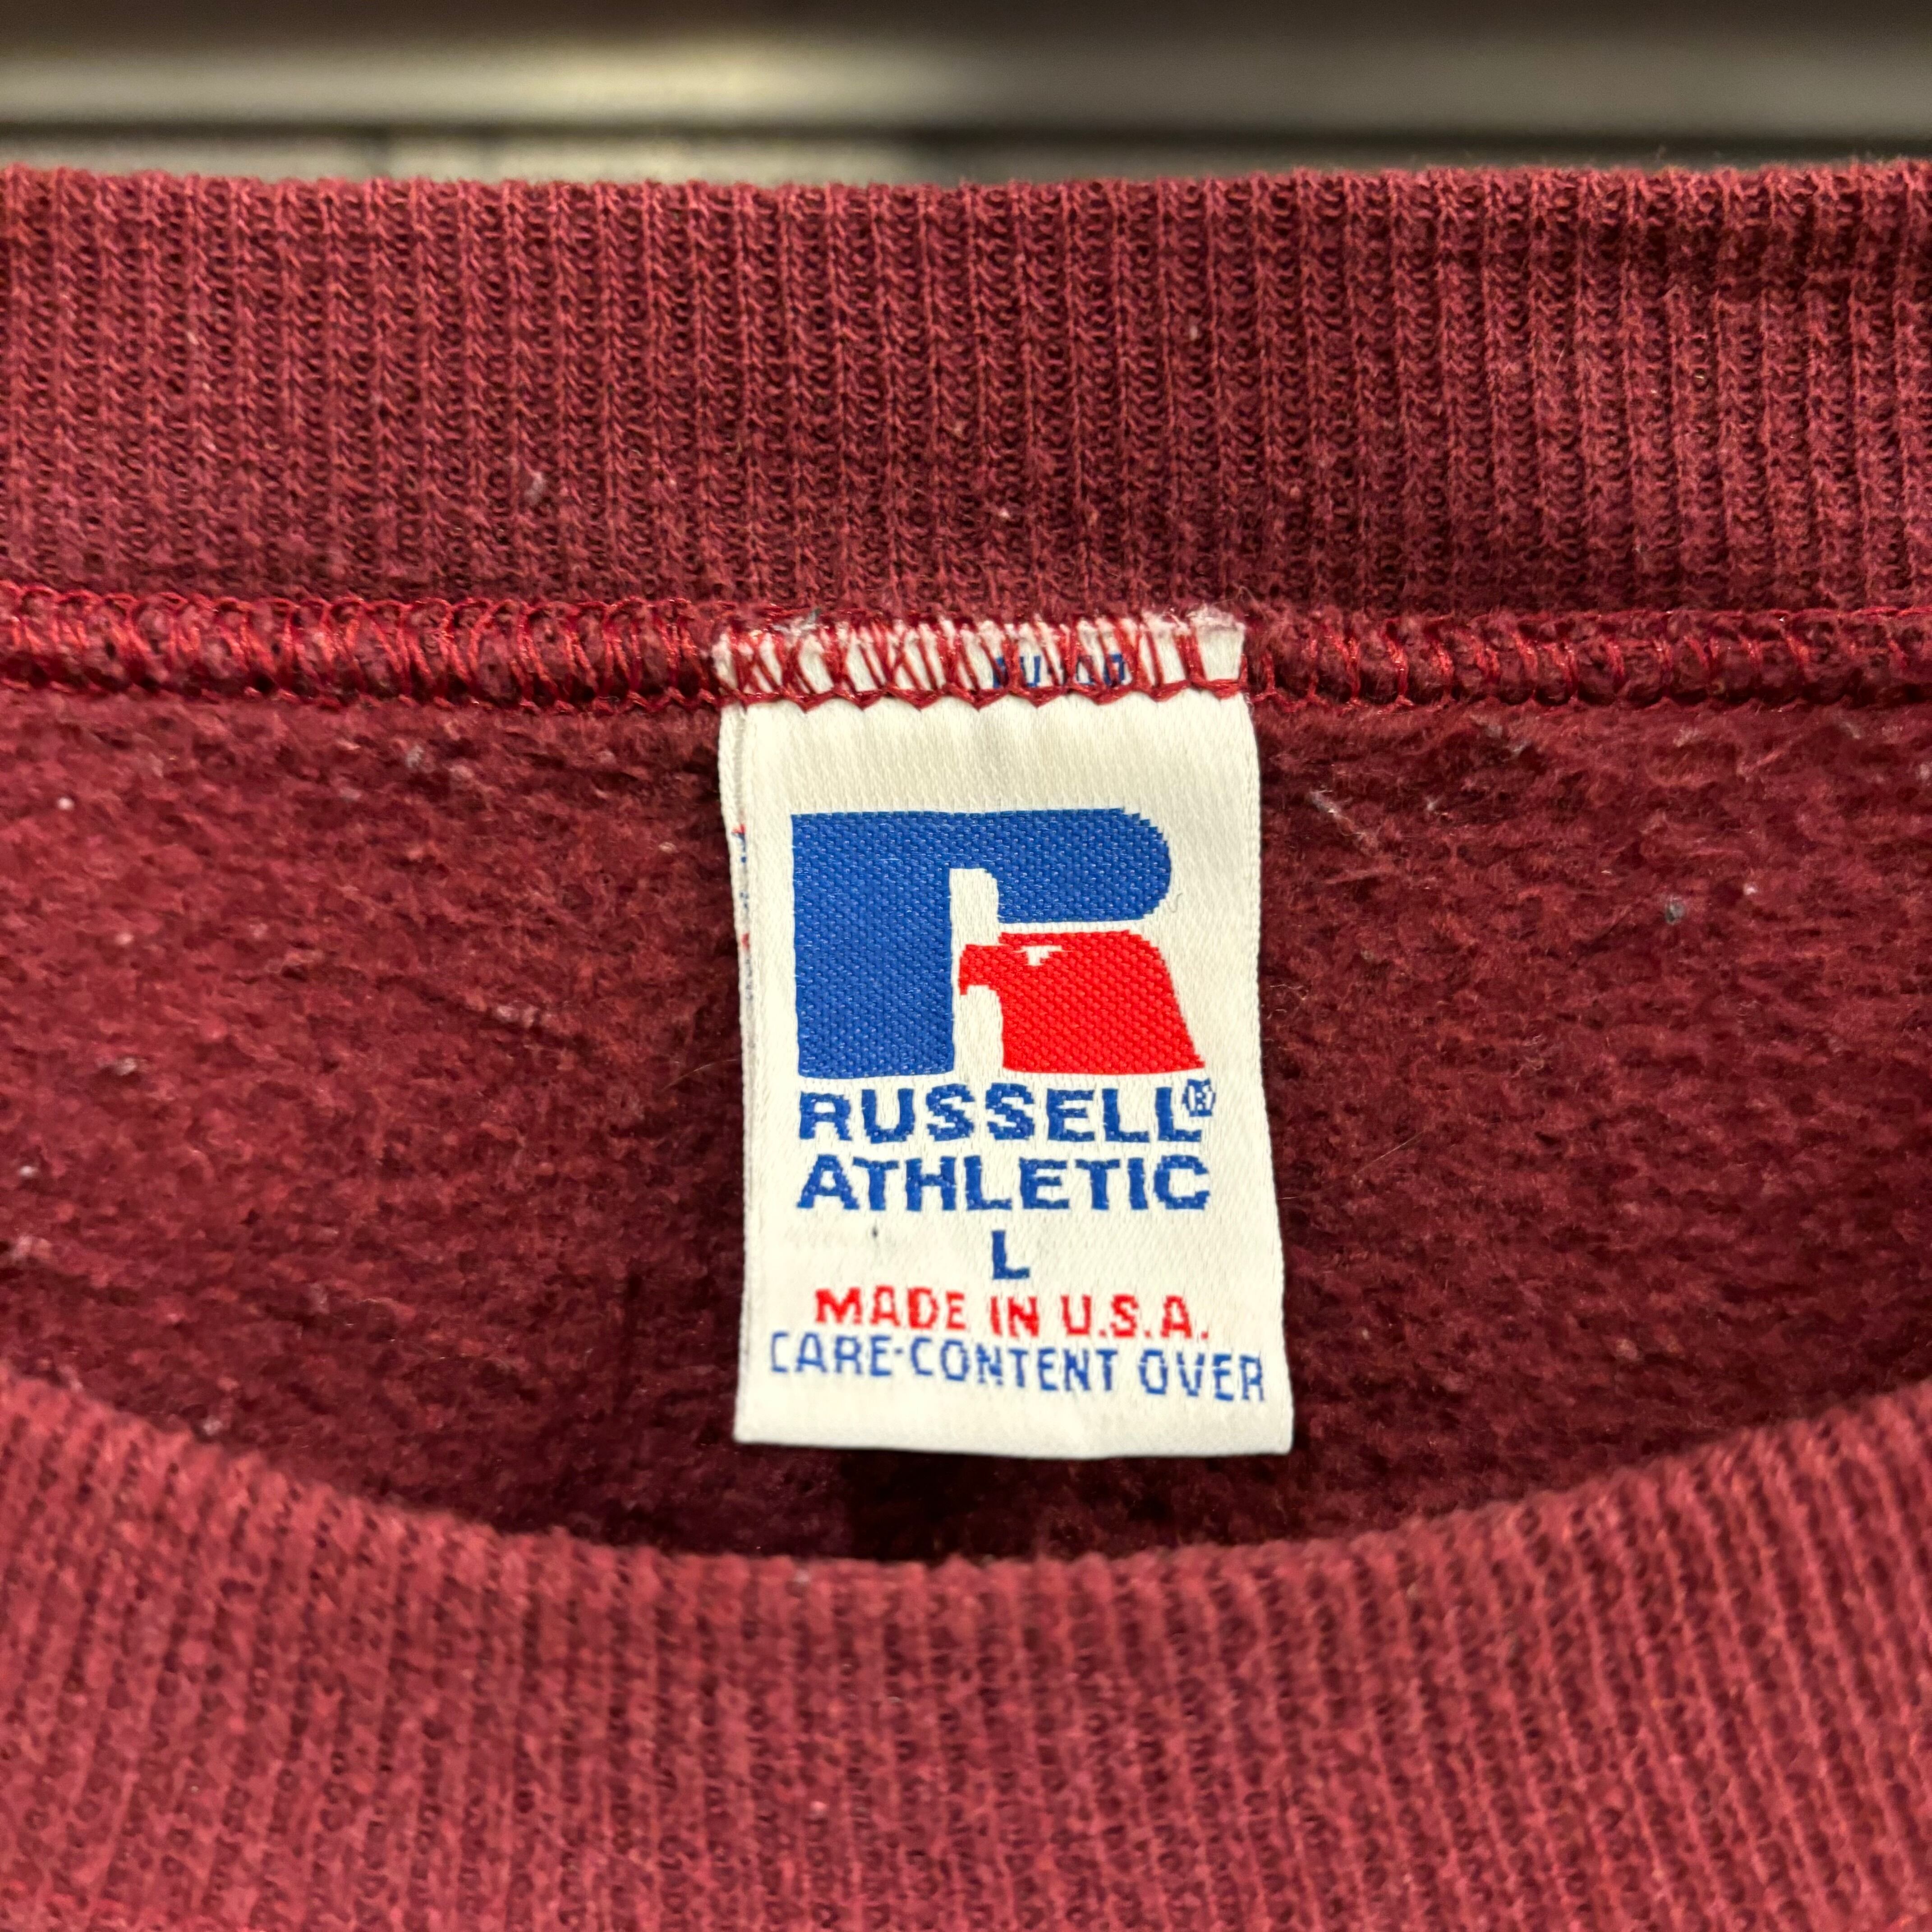 RUSSELL®
ATHLETIC
L
MADE IN U.S.A.
CARE-CONTENT OVER